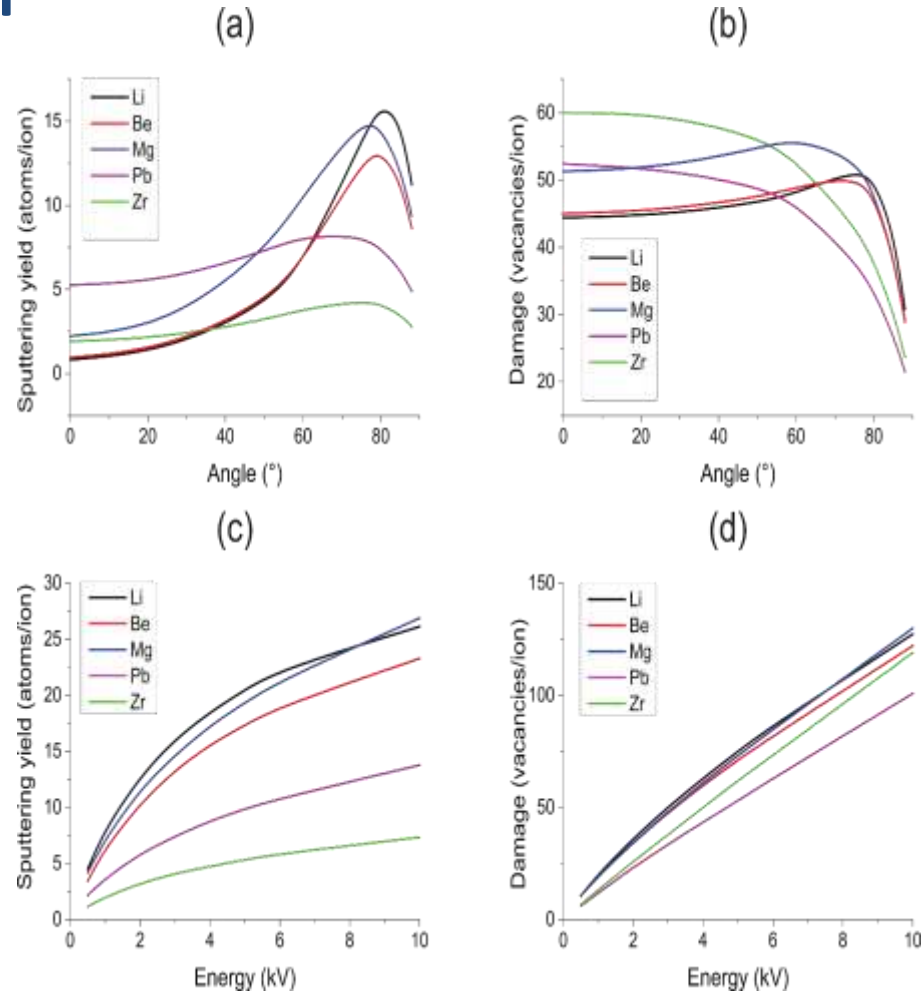 (a)
Sputtering yield (atoms/ion)
15
10
5
0
Li
Be
Mg
Pb
Zr
0 20 40 60 80
Angle (°)
(b)
Damage (vacancies/ion)
60
50
40
30
20
Li
Be
Mg
Pb
Zr
0 20 40 60 80
Angle (°)
(c)
Sputtering yield (atoms/ion)
30
25
20
15
10
5
0
Li
Be
Mg
Pb
Zr
0 2 4 6 8 10
Energy (kV)
(d)
Damage (vacancies/ion)
150
100
50
0
Li
Be
Mg
Pb
Zr
0 2 4 6 8 10
Energy (kV)